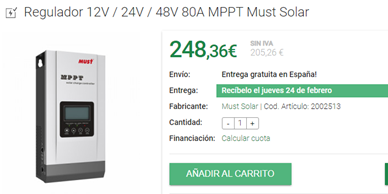 Regulador 12V / 24V / 48V 80A MPPT Must Solar
MUST
MPPT
248,36€
SIN IVA
205,26 €
Envío: Entrega gratuita en España!
Entrega: Recíbelo el jueves 24 de febrero
Fabricante: Must Solar | Cod. Artículo: 2002513
Cantidad: - 1 +
Financiación: Calcular cuota
AÑADIR AL CARRITO